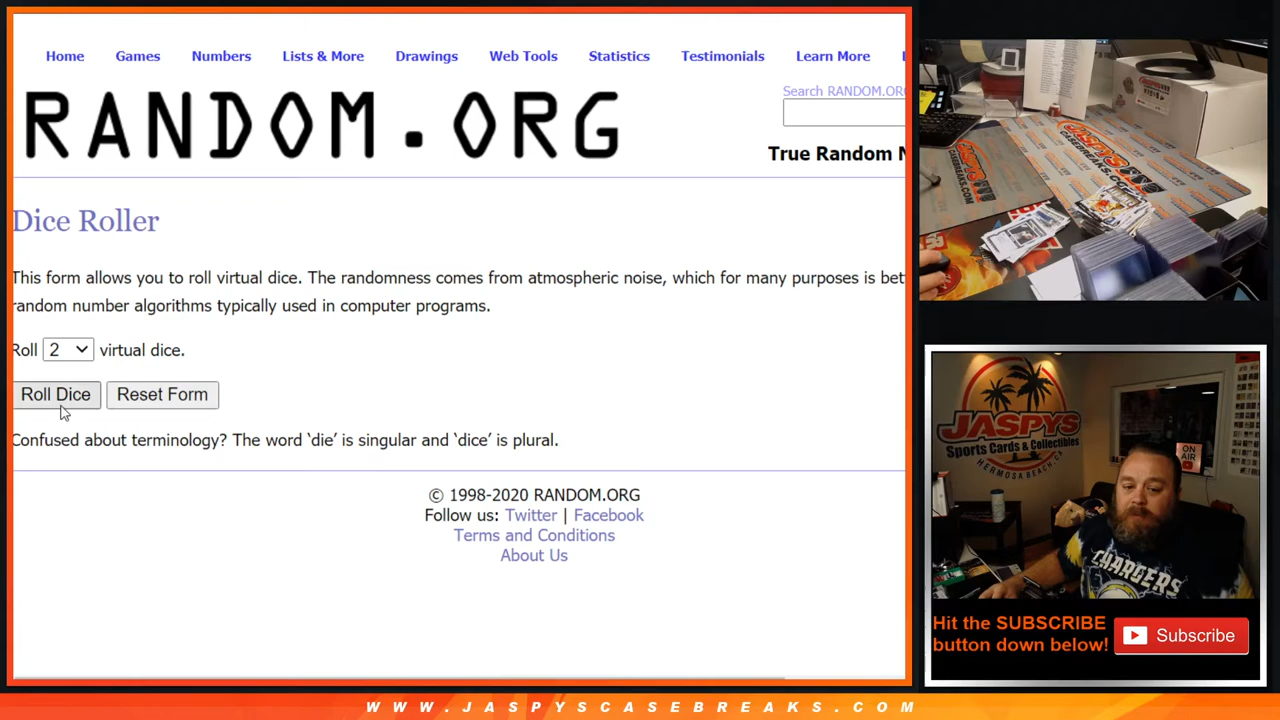 Home Games Numbers Lists & More Drawings Web Tools Statistics Testimonials Learn More
Search RANDOM.ORG
RANDOM.ORG
True Random N
Dice Roller
This form allows you to roll virtual dice. The randomness comes from atmospheric noise, which for many purposes is bet
random number algorithms typically used in computer programs.
Roll 2 virtual dice.
Roll Dice Reset Form
Confused about terminology? The word ‘die’ is singular and ‘dice’ is plural.
© 1998-2020 RANDOM.ORG
Follow us: Twitter | Facebook
Terms and Conditions
About Us
JASPYS
CASEBREAKS.COM
JASPYS
Sports Cards & Collectibles
HERMOSA BEACH, CA
ON
AIR
CHARGERS
Hit the SUBSCRIBE
button down below!
Subscribe
WWW.JASPYSCASEBREAKS.COM